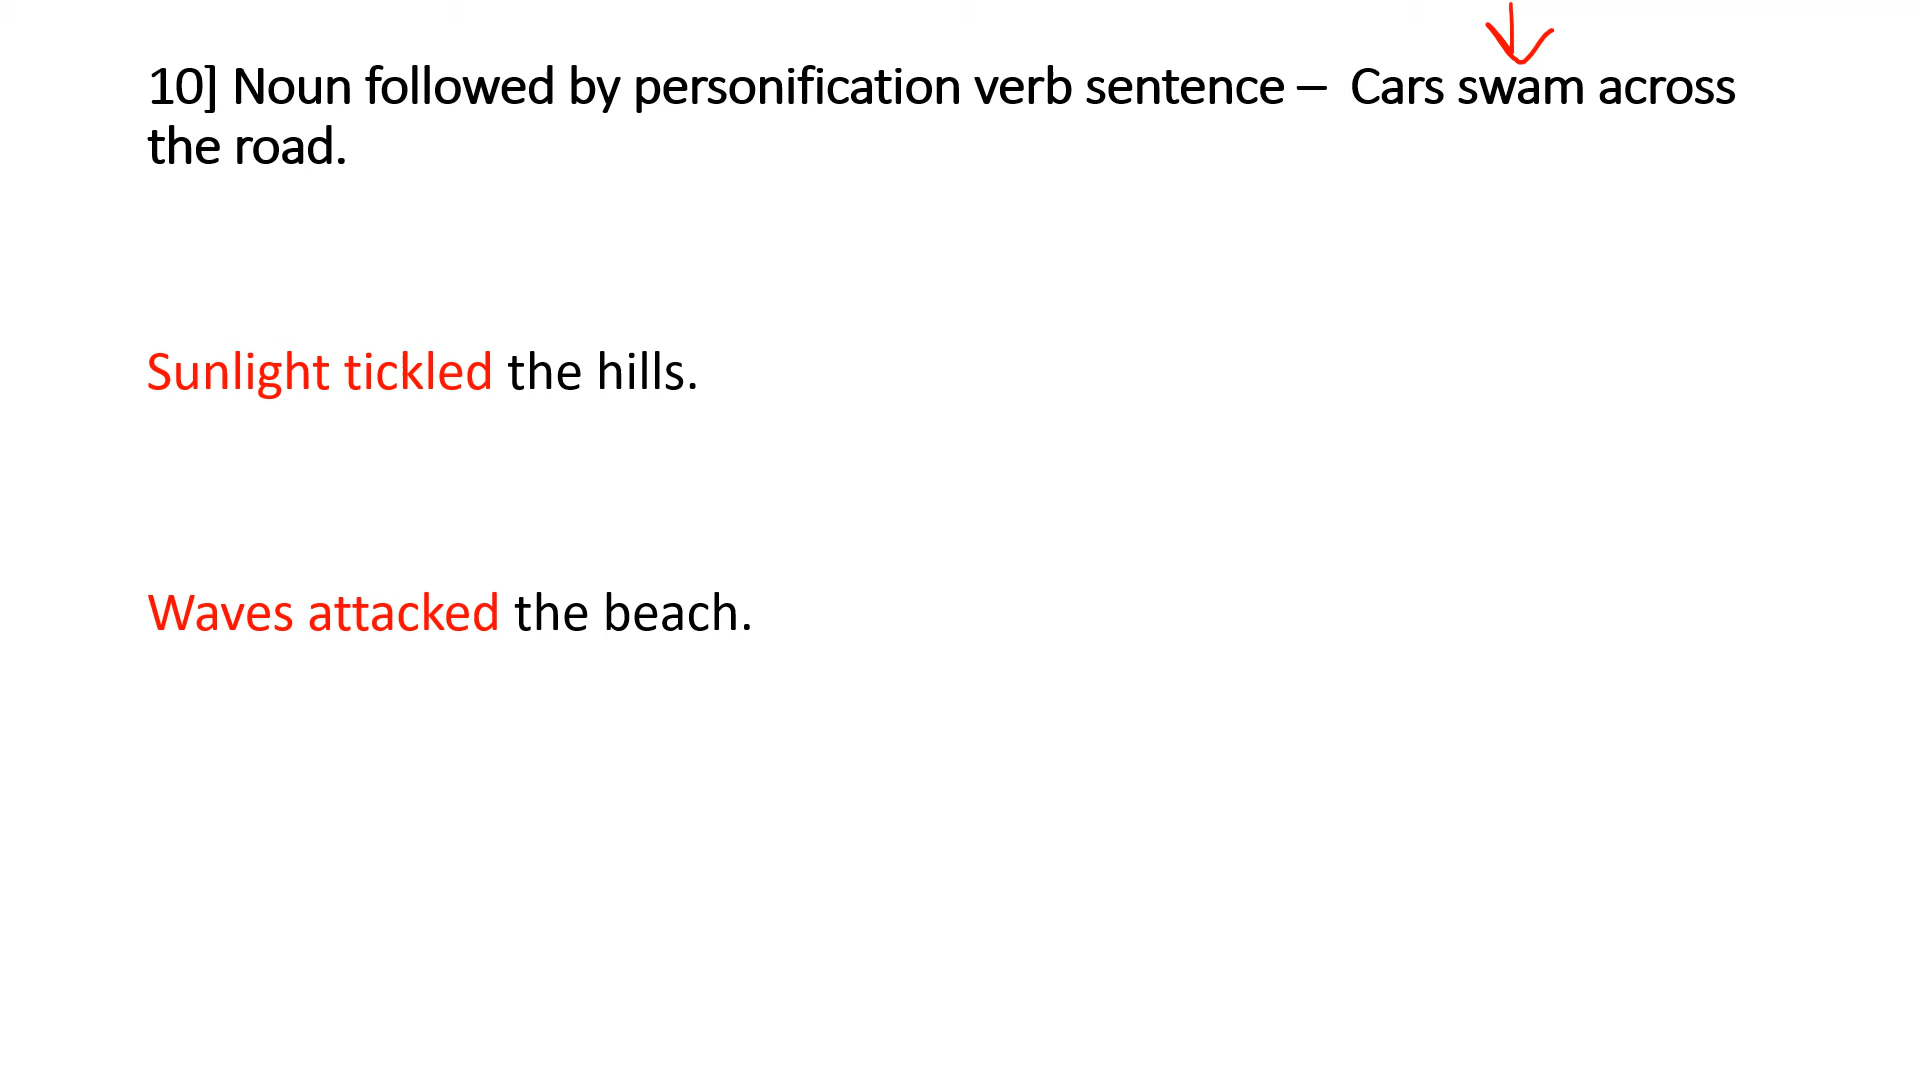 10] Noun followed by personification verb sentence – Cars swam across
the road.
Sunlight tickled the hills.
Waves attacked the beach.